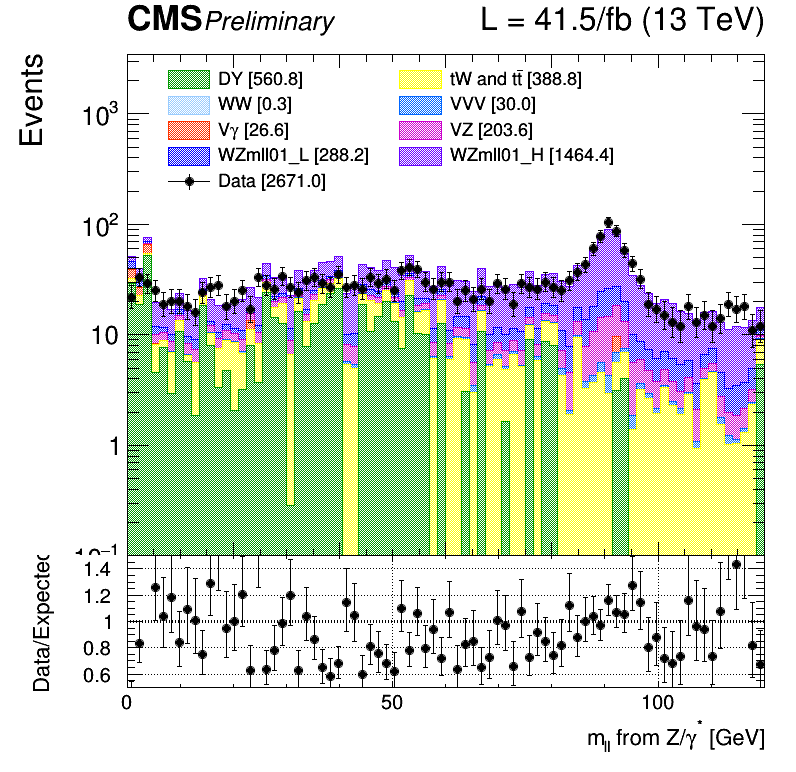 CMS Preliminary L = 41.5/fb (13 TeV)
Events
DY [560.8] tW and tt̄ [388.8]
WW [0.3] VVV [30.0]
Vγ [26.6] VZ [203.6]
WZmll01_L [288.2] WZmll01_H [1464.4]
Data [2671.0]
10³
10²
10
1
10⁻¹
Data/Expected
1.4
1.2
1
0.8
0.6
0 50 100
m_ll from Z/γ* [GeV]